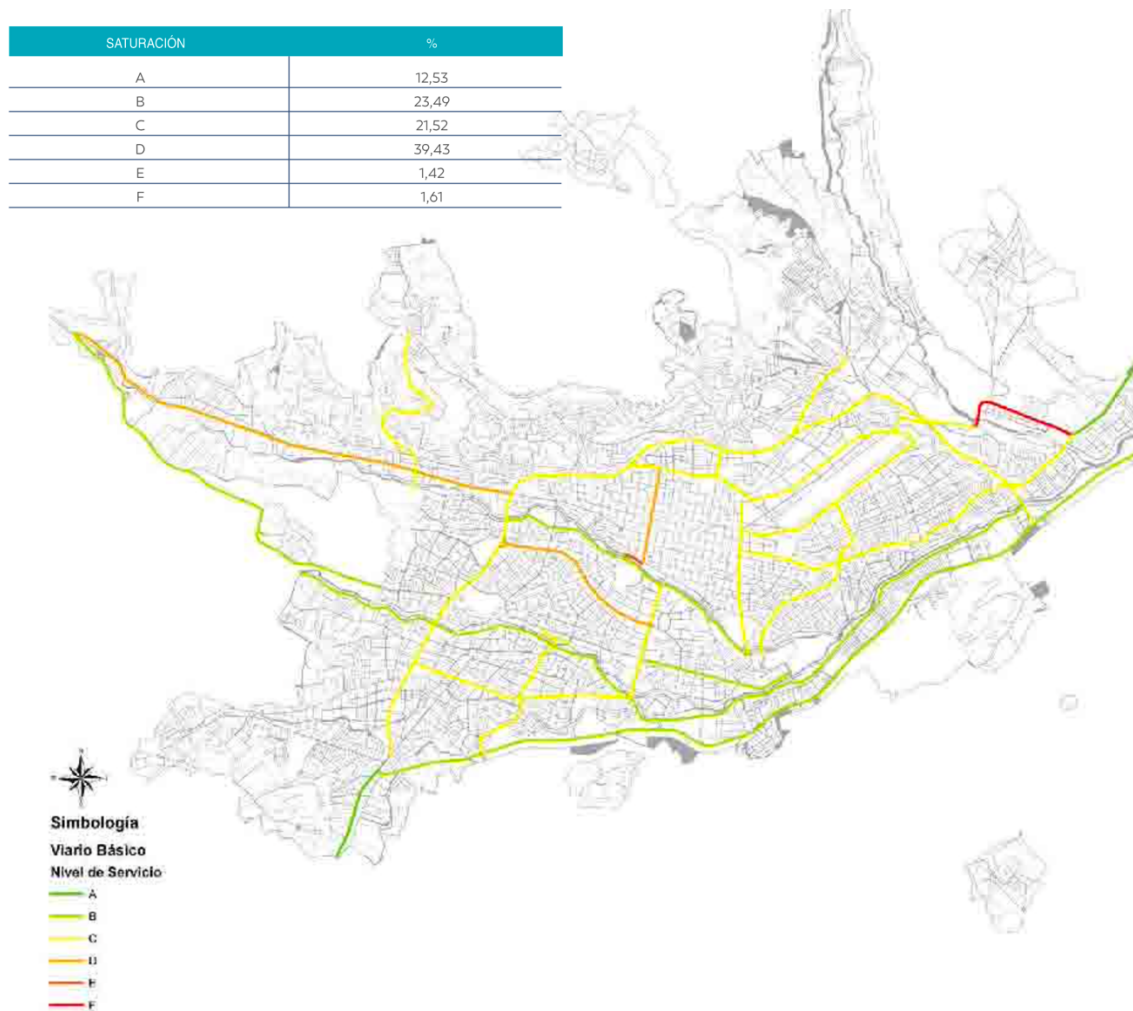 SATURACIÓN %
A 12,53
B 23,49
C 21,52
D 39,43
E 1,42
F 1,61
Simbología
Viario Básico
Nivel de Servicio
A
B
C
D
E
F